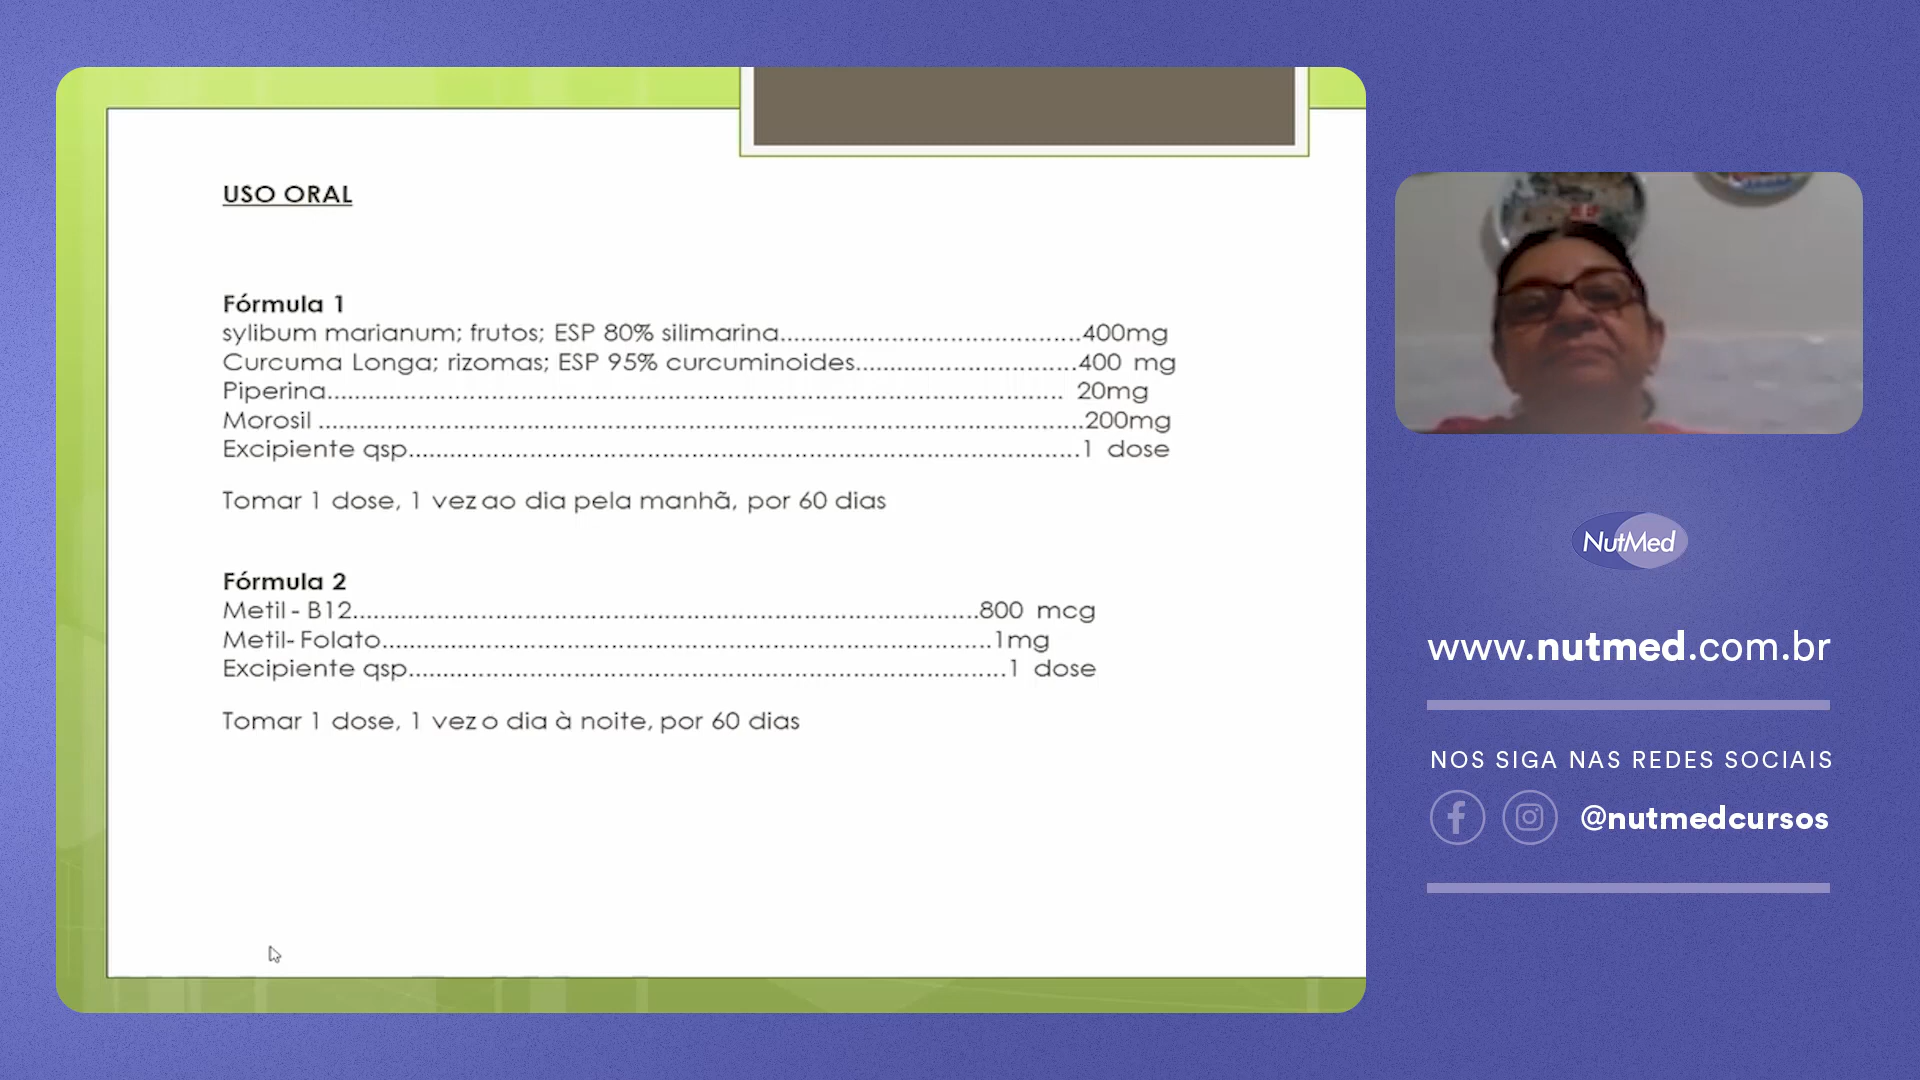 USO ORAL
Fórmula 1
sylibum marianum; frutos; ESP 80% silimarina............................................400mg
Curcuma Longa; rizomas; ESP 95% curcuminoides................................400 mg
Piperina............................................................................................. 20mg
Morosil .................................................................................................200mg
Excipiente qsp.....................................................................................1 dose
Tomar 1 dose, 1 vez ao dia pela manhã, por 60 dias
Fórmula 2
Metil - B12...............................................................................800 mcg
Metil- Folato.............................................................................1mg
Excipiente qsp............................................................................1 dose
Tomar 1 dose, 1 vez o dia à noite, por 60 dias
NutMed
www.nutmed.com.br
NOS SIGA NAS REDES SOCIAIS
@nutmedcursos